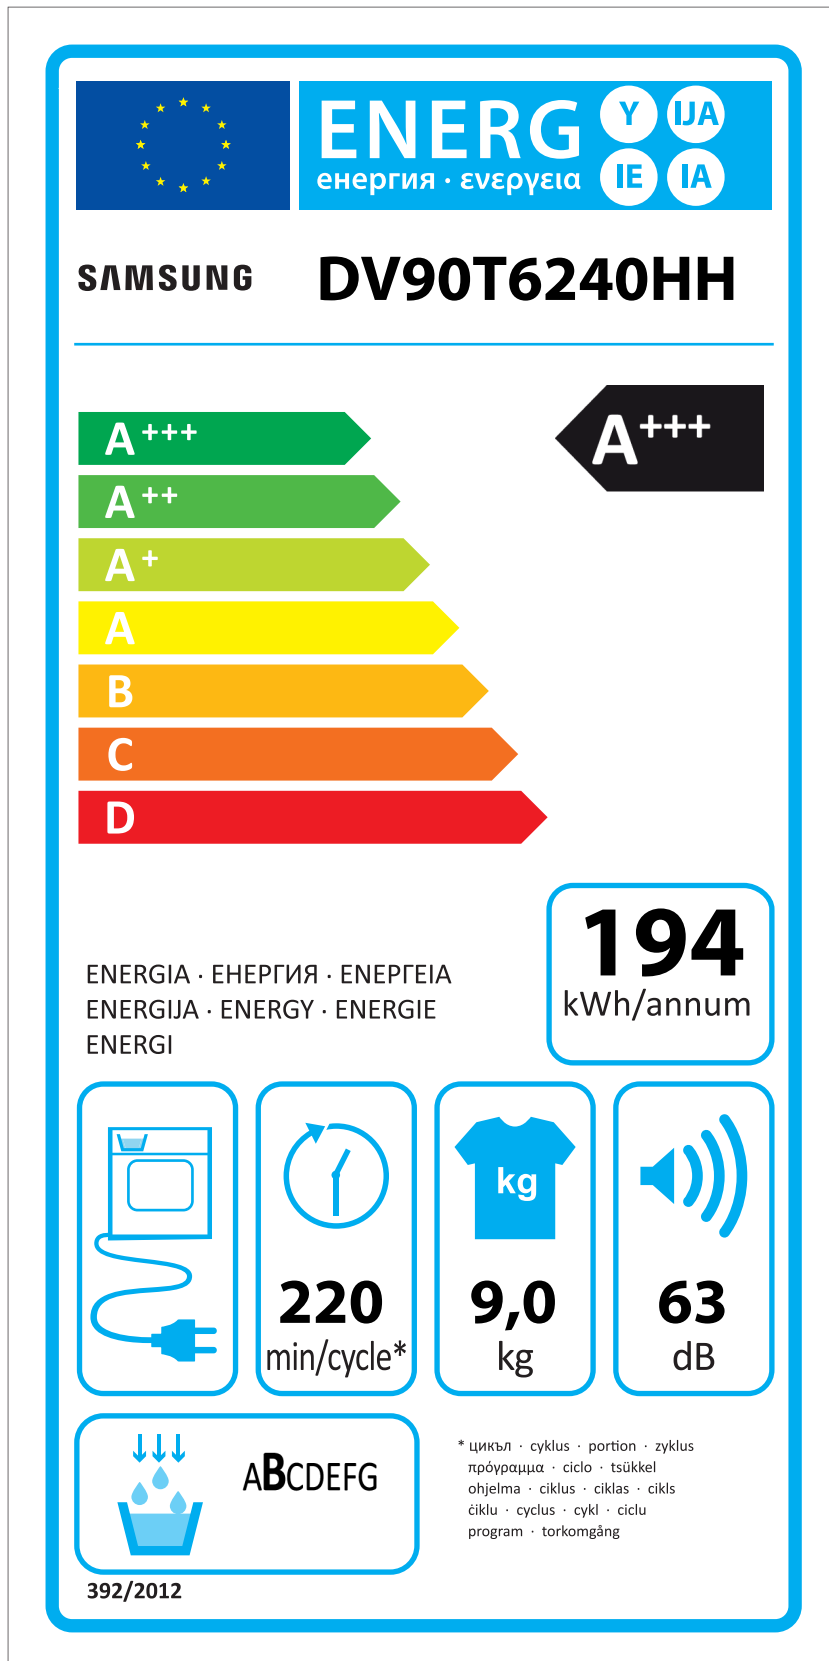 ENERG
Y IJA
IE IA
енергия · ενεργεια
SAMSUNG
DV90T6240HH
A+++
A+++
A++
A+
A
B
C
D
194
kWh/annum
ENERGIA · ЕНЕРГИЯ · ΕΝΕΡΓΕΙΑ
ENERGIJA · ENERGY · ENERGIE
ENERGI
kg
220
min/cycle*
9,0
kg
63
dB
ABCDEFG
* цикъл · cyklus · portion · zyklus
πρόγραμμα · ciclo · tsükkel
ohjelma · ciklus · ciklas · cikls
ċiklu · cyclus · cykl · ciclu
program · torkomgång
392/2012